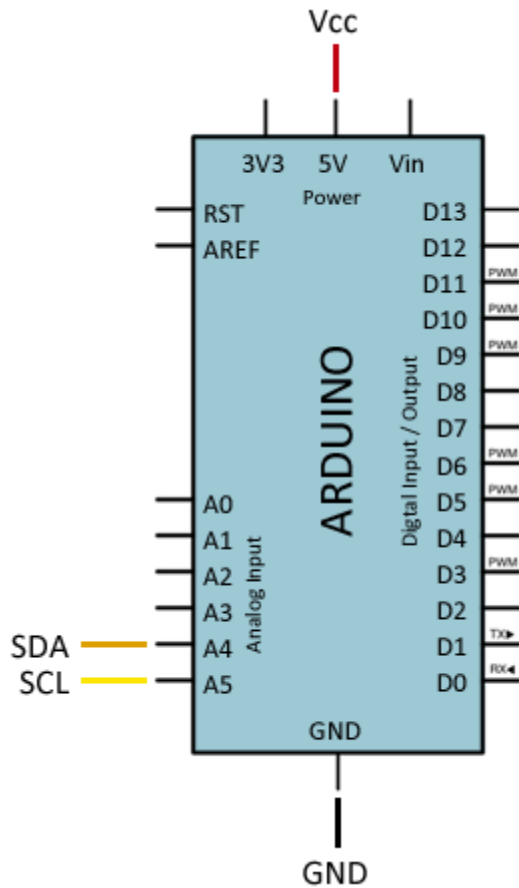 Vcc
3V3 5V Vin
Power
RST D13
AREF D12
D11 PWM
D10 PWM
D9 PWM
D8
D7
D6 PWM
A0 D5 PWM
A1 D4
A2 D3 PWM
A3 D2
SDA A4 D1 TX▶
SCL A5 D0 RX◀
ARDUINO
Digtal Input / Output
Analog Input
GND
GND